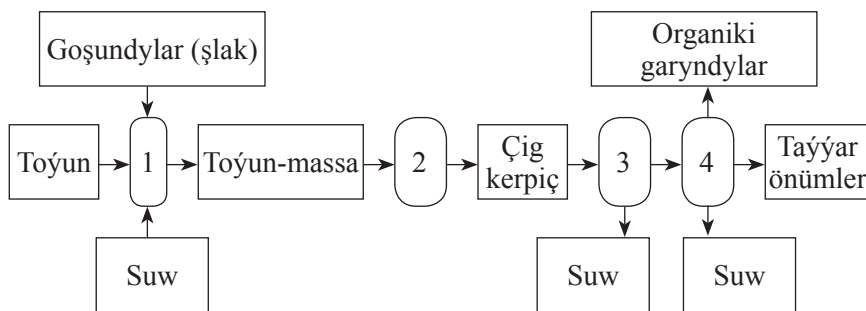 Goşundylar (şlak)
Organiki
garyndylar
Toýun
1
Toýun-massa
2
Çig
kerpiç
3
4
Taýýar
önümler
Suw
Suw
Suw